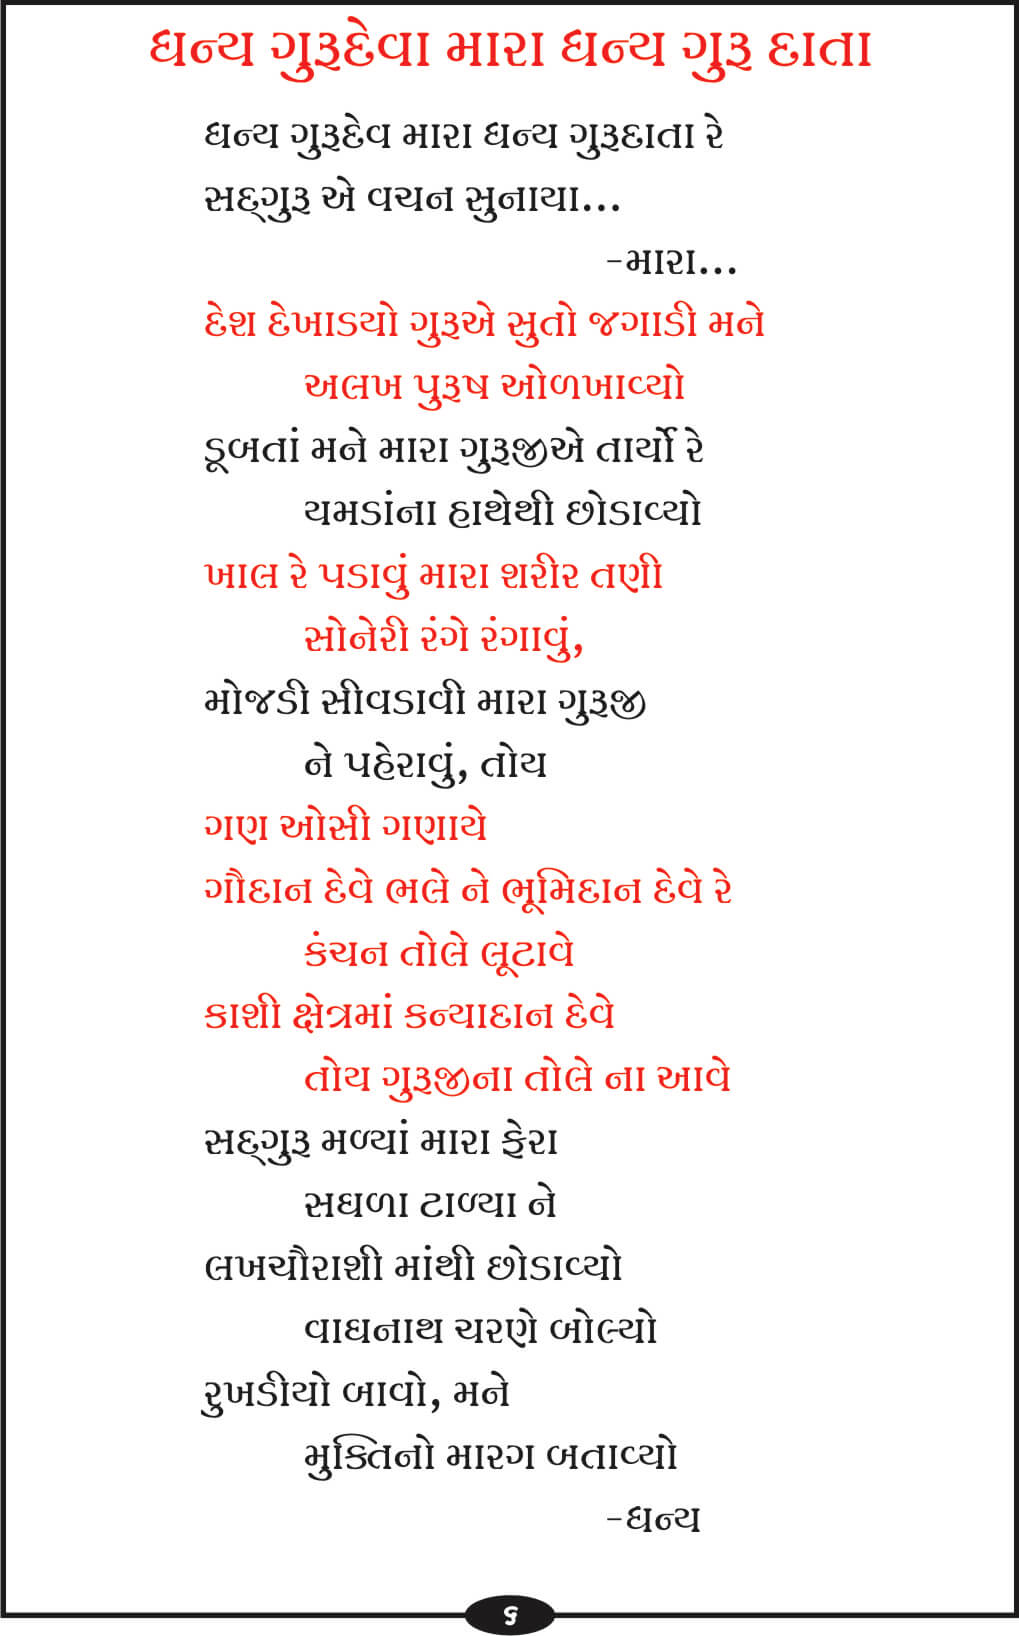 ધન્ય ગુરૂદેવા મારા ધન્ય ગુરૂ દાતા
ધન્ય ગુરૂદેવ મારા ધન્ય ગુરૂદાતા રે
સદ્‌ગુરૂ એ વચન સુનાયા...
-મારા...
દેશ દેખાડયો ગુરૂએ સુતો જગાડી મને
અલખ પુરૂષ ઓળખાવ્યો
ડૂબતાં મને મારા ગુરૂજીએ તાર્યો રે
યમડાંના હાથેથી છોડાવ્યો
ખાલ રે પડાવું મારા શરીર તણી
સોનેરી રંગે રંગાવું,
મોજડી સીવડાવી મારા ગુરૂજી
ને પહેરાવું, તોય
ગણ ઓસી ગણાયે
ગૌદાન દેવે ભલે ને ભૂમિદાન દેવે રે
કંચન તોલે લૂટાવે
કાશી ક્ષેત્રમાં કન્યાદાન દેવે
તોય ગુરૂજીના તોલે ના આવે
સદ્‌ગુરૂ મળ્યાં મારા ફેરા
સઘળા ટાળ્યા ને
લખચૌરાશી માંથી છોડાવ્યો
વાઘનાથ ચરણે બોલ્યો
રુખડીયો બાવો, મને
મુક્તિનો મારગ બતાવ્યો
-ધન્ય
૬